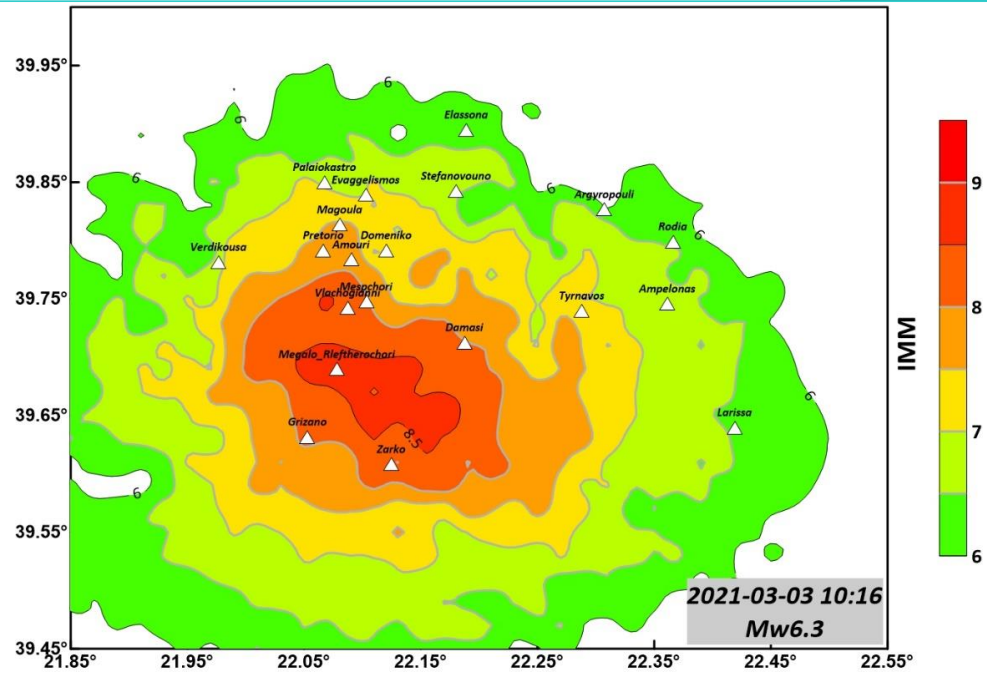 39.95°
6
6
Elassona
39.85°
6
Palaiokastro
Evaggelismos
Stefanovouno
6
Argyropouli
Magoula
Rodia
6
Pretorio
Domeniko
Amouri
Verdikousa
39.75°
Mesochori
Vlachogianni
Tyrnavos
Ampelonas
Damasi
Megalo_Rleftherochori
6
39.65°
Grizano
8.5
Larissa
Zarko
6
39.55°
2021-03-03 10:16
Mw6.3
39.45°
21.85° 21.95° 22.05° 22.15° 22.25° 22.35° 22.45° 22.55°
9
8
7
6
IMM